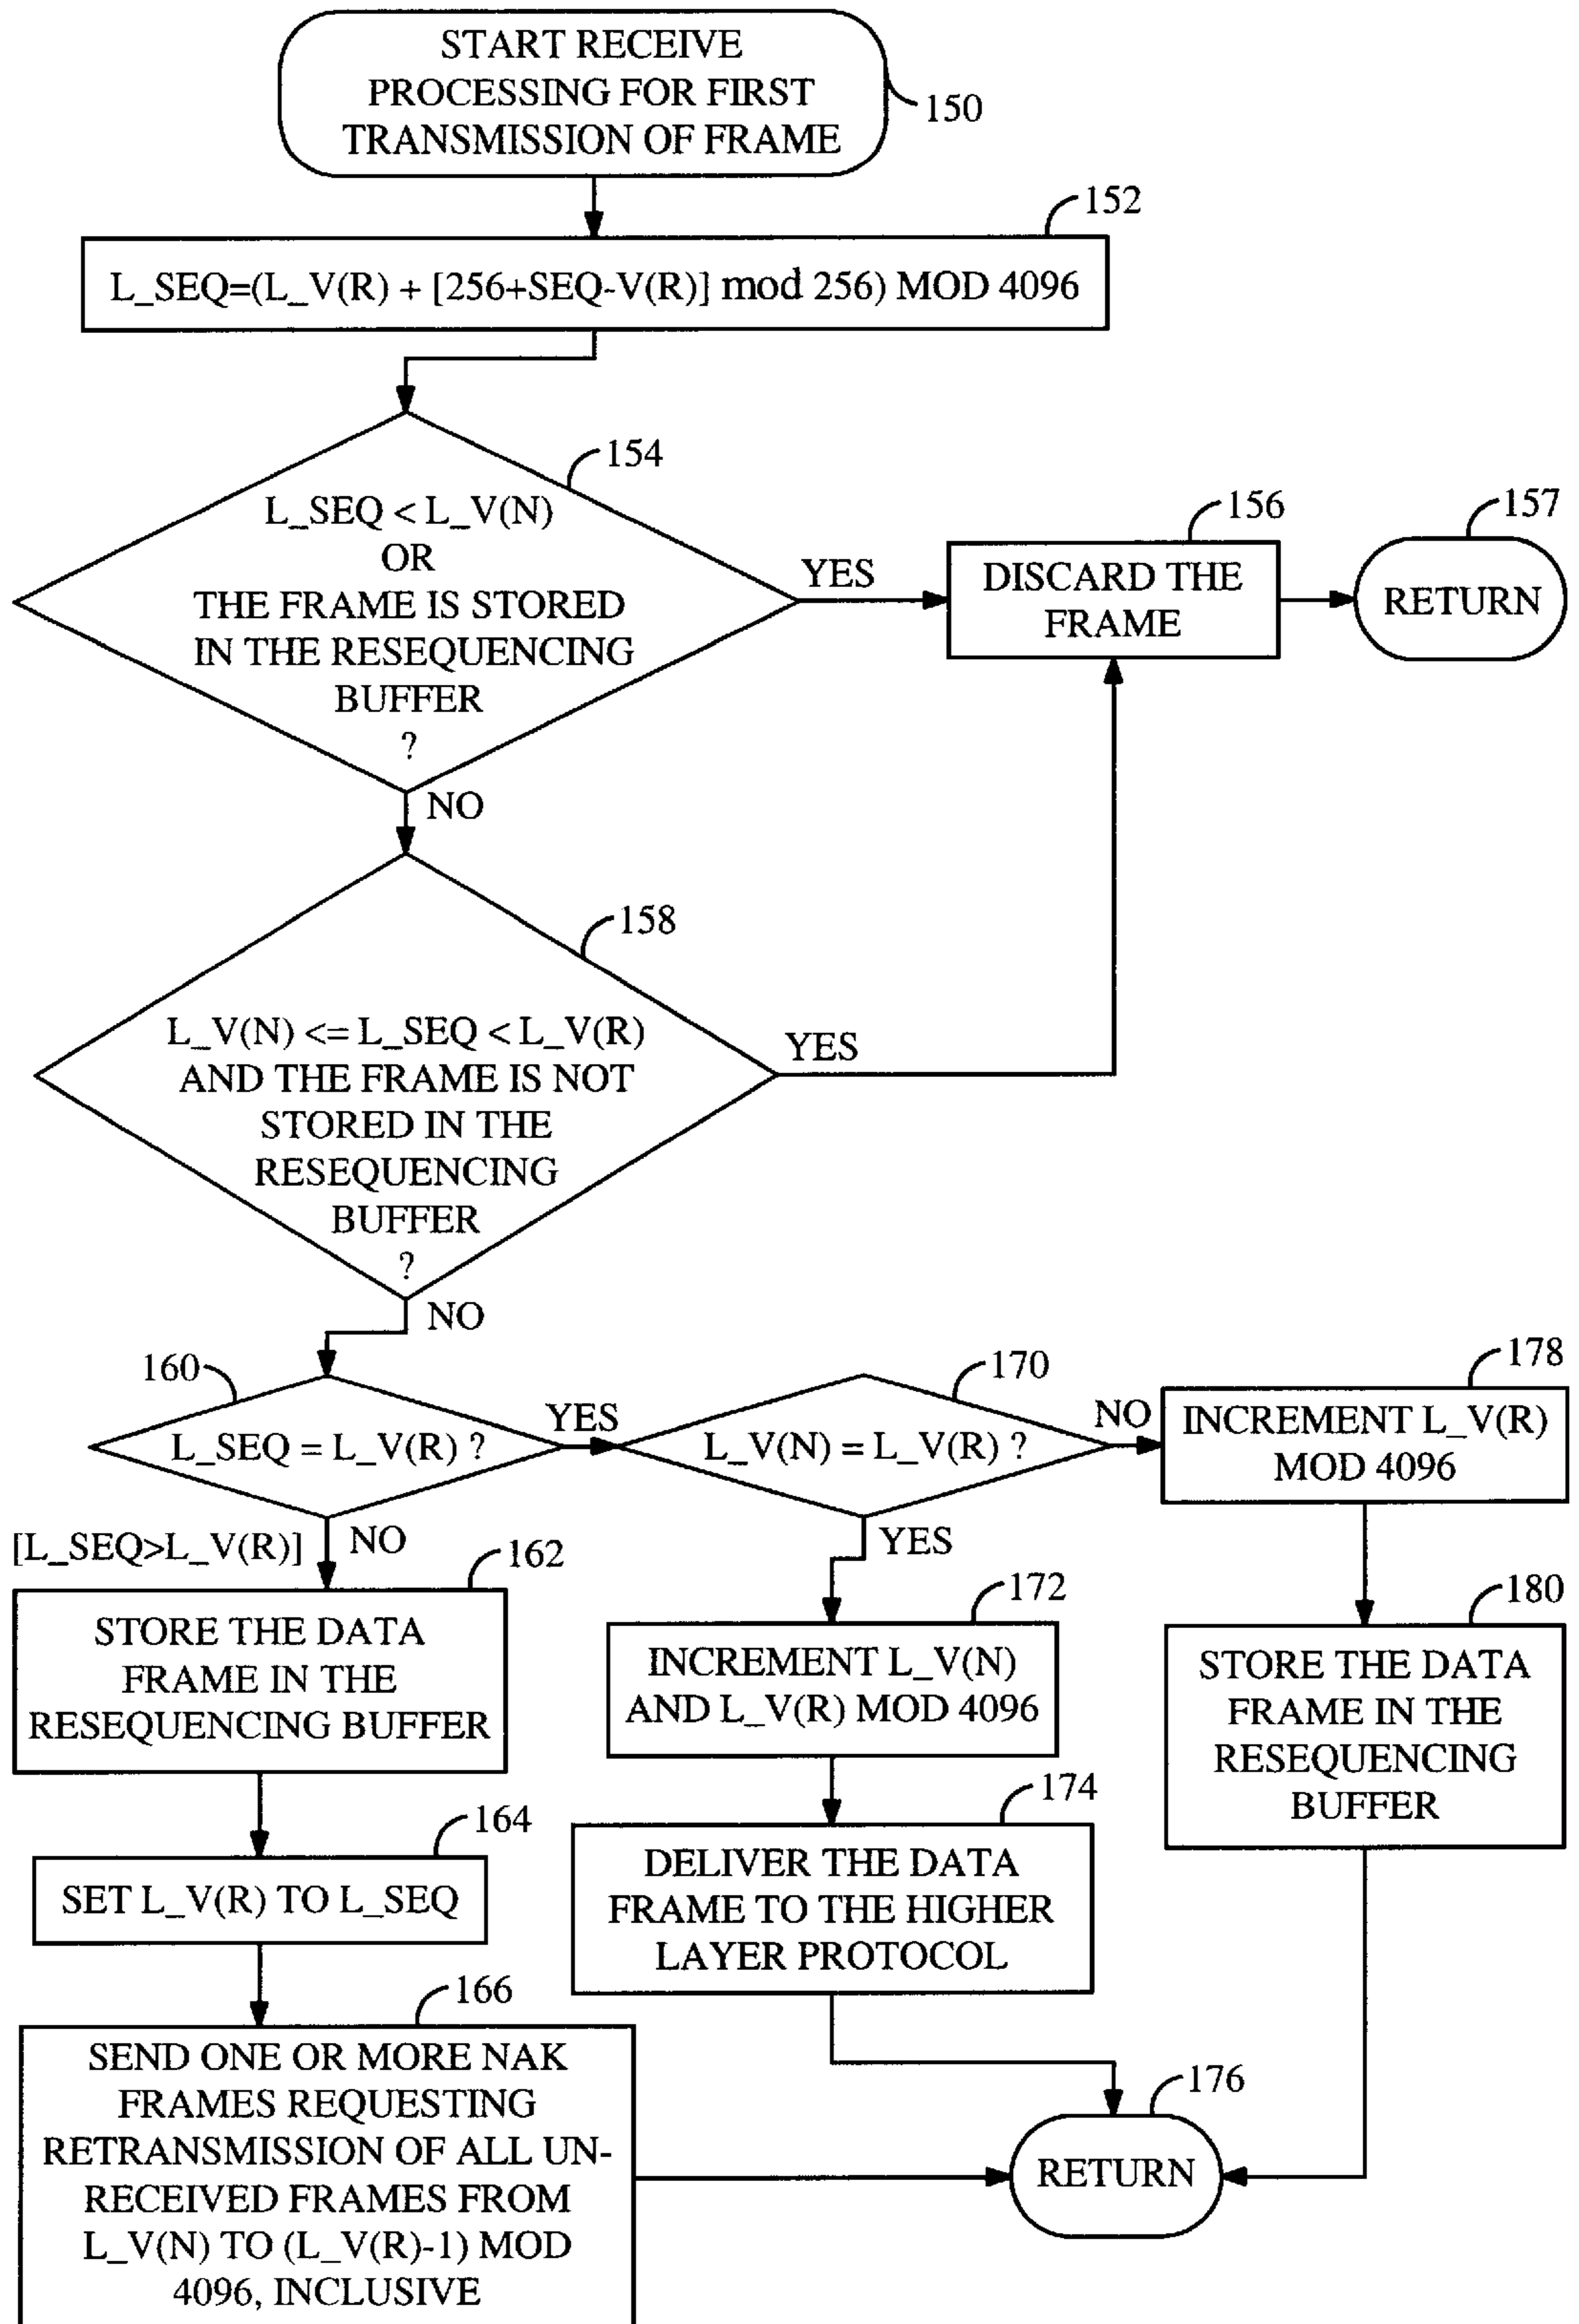 START RECEIVE
PROCESSING FOR FIRST
TRANSMISSION OF FRAME
150
152
L_SEQ=(L_V(R) + [256+SEQ-V(R)] mod 256) MOD 4096
154
L_SEQ < L_V(N)
OR
THE FRAME IS STORED
IN THE RESEQUENCING
BUFFER
?
YES
156
DISCARD THE
FRAME
157
RETURN
NO
158
L_V(N) <= L_SEQ < L_V(R)
AND THE FRAME IS NOT
STORED IN THE
RESEQUENCING
BUFFER
?
YES
NO
160
L_SEQ = L_V(R) ?
YES
170
L_V(N) = L_V(R) ?
NO
178
INCREMENT L_V(R)
MOD 4096
[L_SEQ>L_V(R)]
NO
162
STORE THE DATA
FRAME IN THE
RESEQUENCING BUFFER
YES
172
INCREMENT L_V(N)
AND L_V(R) MOD 4096
180
STORE THE DATA
FRAME IN THE
RESEQUENCING
BUFFER
164
SET L_V(R) TO L_SEQ
174
DELIVER THE DATA
FRAME TO THE HIGHER
LAYER PROTOCOL
166
SEND ONE OR MORE NAK
FRAMES REQUESTING
RETRANSMISSION OF ALL UN-
RECEIVED FRAMES FROM
L_V(N) TO (L_V(R)-1) MOD
4096, INCLUSIVE
176
RETURN